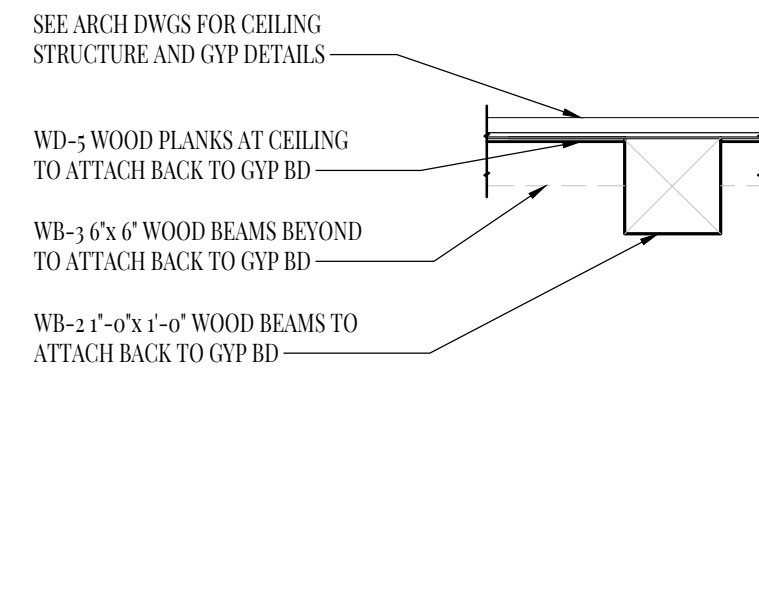 SEE ARCH DWGS FOR CEILING
STRUCTURE AND GYP DETAILS
WD-5 WOOD PLANKS AT CEILING
TO ATTACH BACK TO GYP BD
WB-3 6"x 6" WOOD BEAMS BEYOND
TO ATTACH BACK TO GYP BD
WB-2 1"-0"x 1'-0" WOOD BEAMS TO
ATTACH BACK TO GYP BD